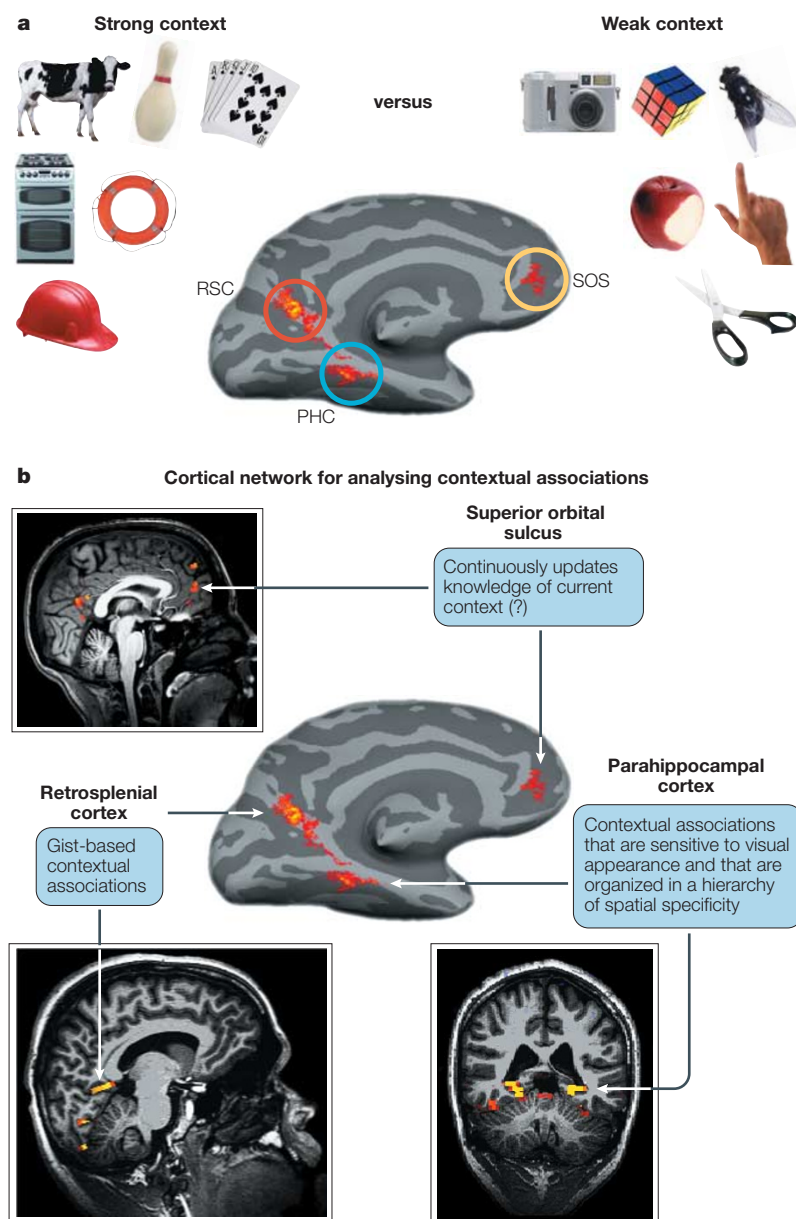 a
Strong context
Weak context
versus
RSC
SOS
PHC
b
Cortical network for analysing contextual associations
Superior orbital
sulcus
Continuously updates
knowledge of current
context (?)
Retrosplenial
cortex
Gist-based
contextual
associations
Parahippocampal
cortex
Contextual associations
that are sensitive to visual
appearance and that are
organized in a hierarchy
of spatial specificity